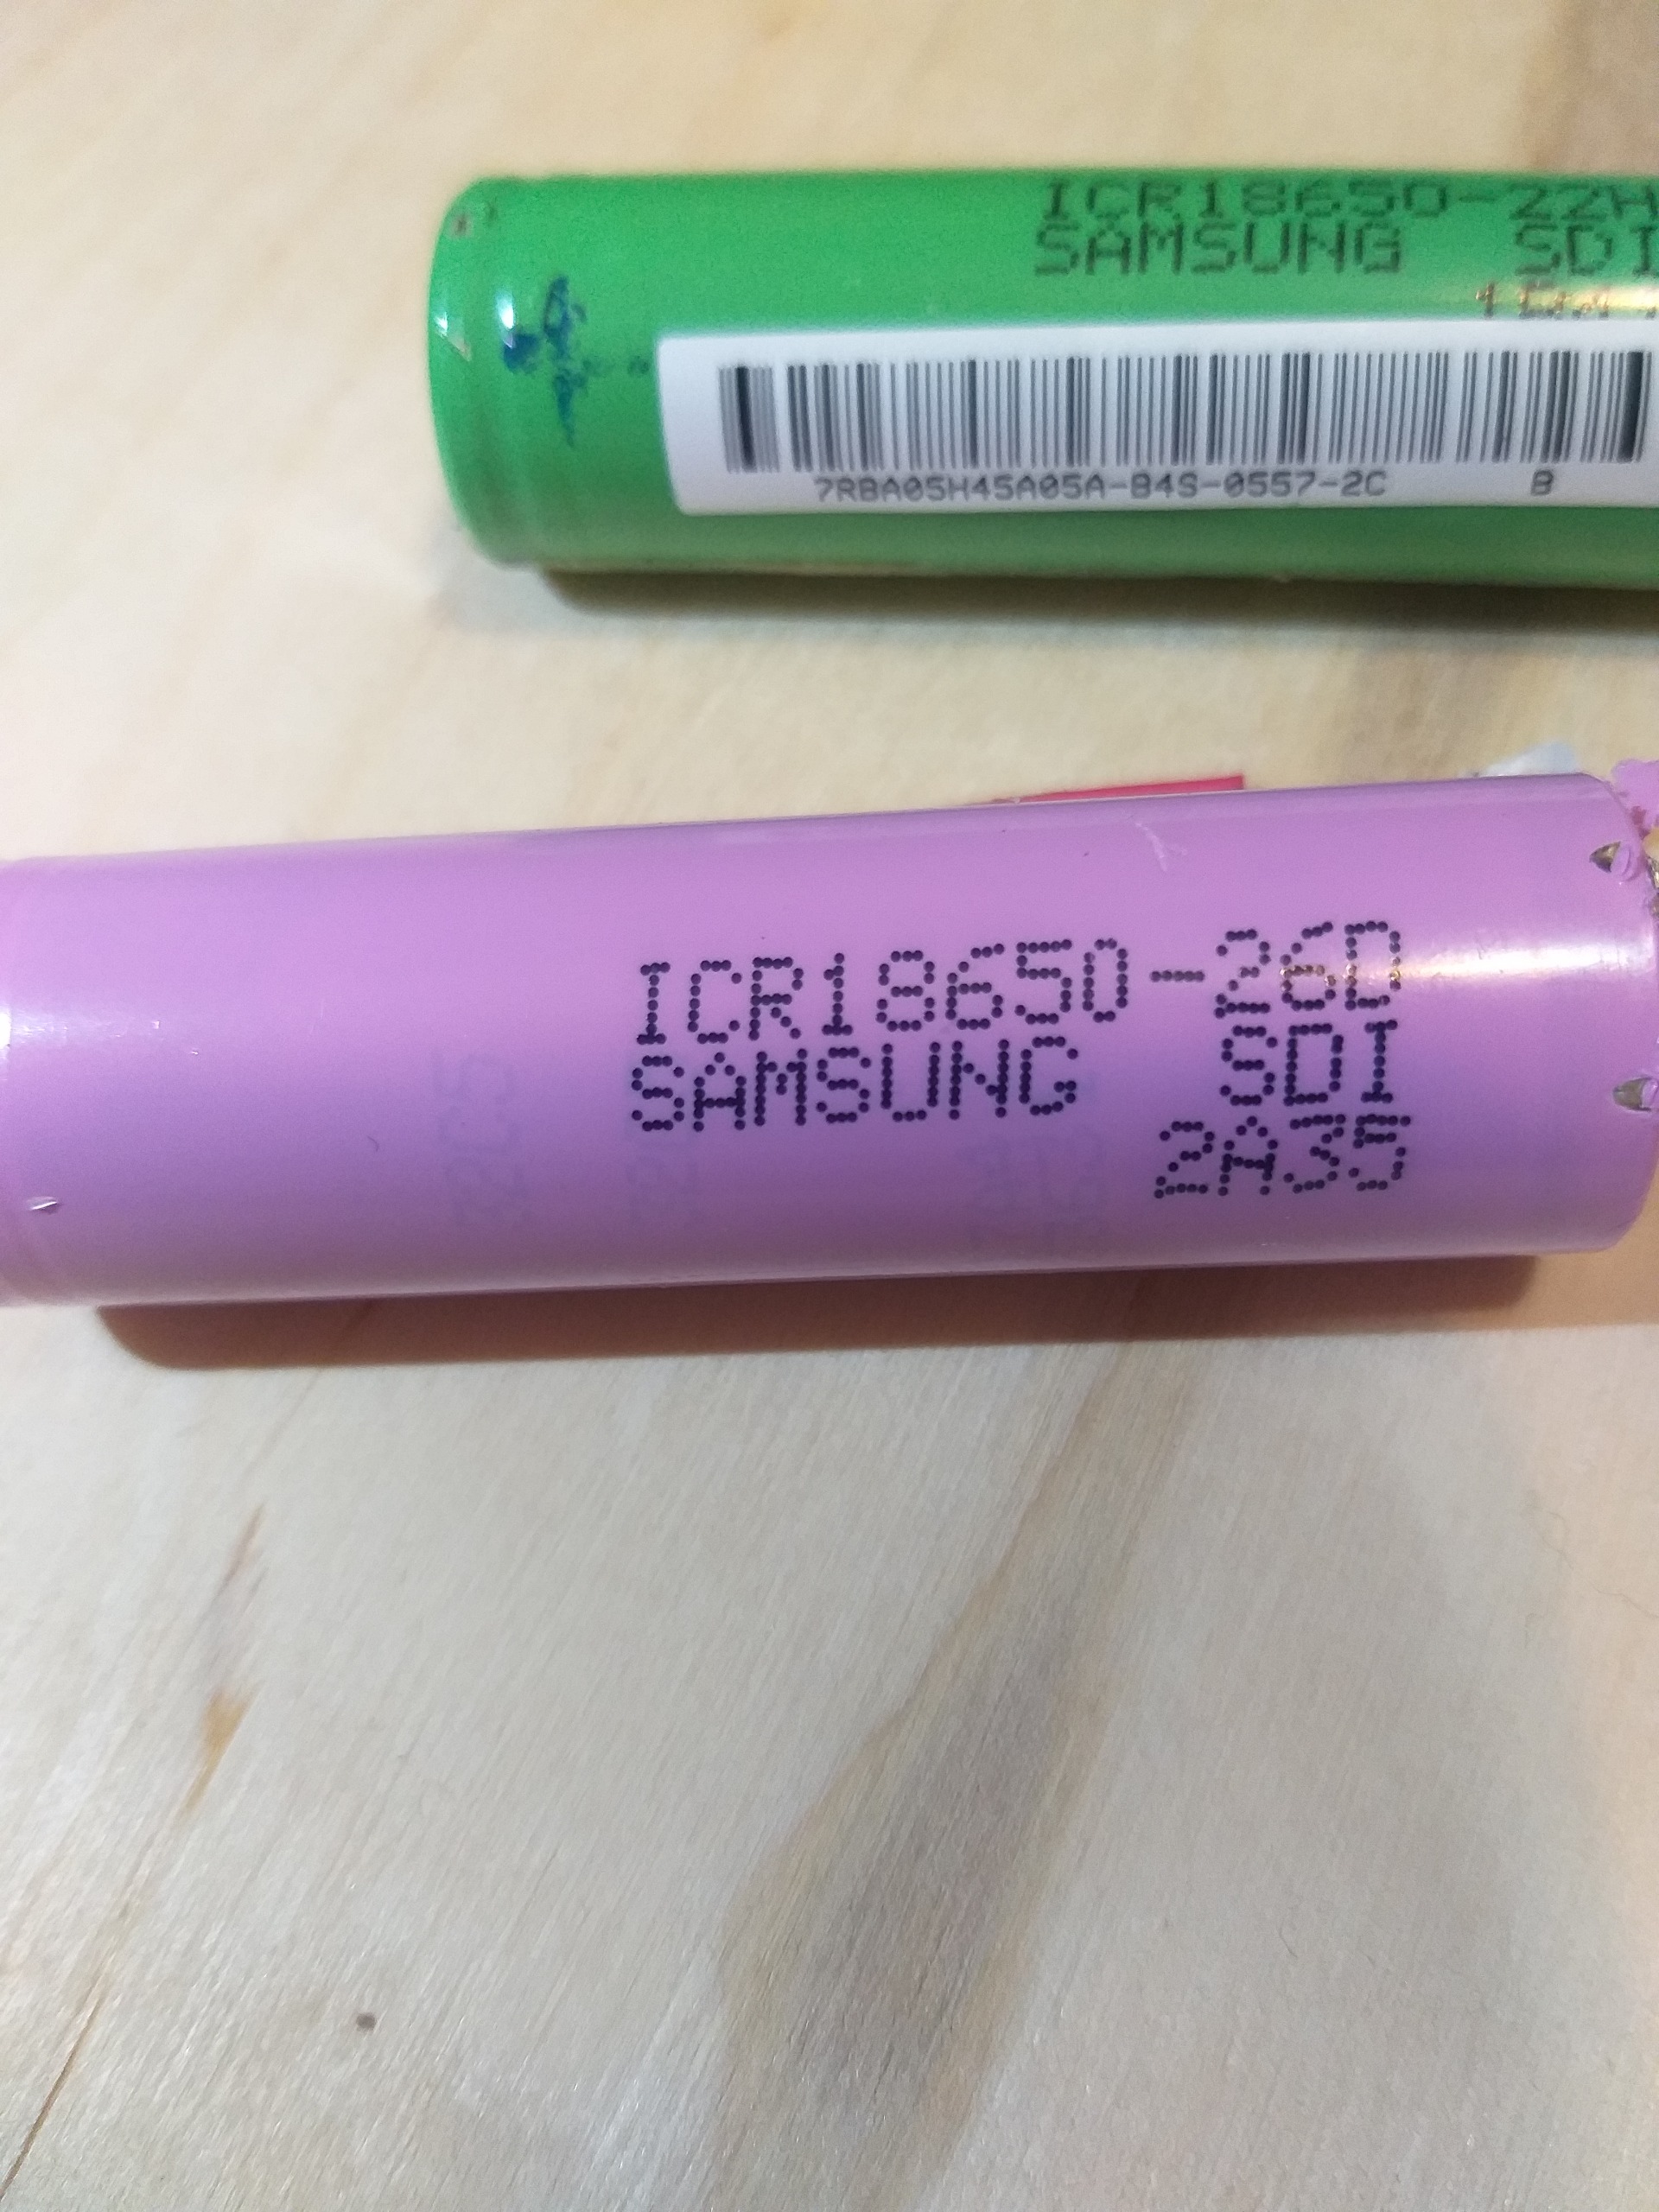 ICR18650-22H
SAMSUNG SDI
7RBA05H45A05A-B4S-0557-2C B
ICR18650-26D
SAMSUNG SDI
2A35